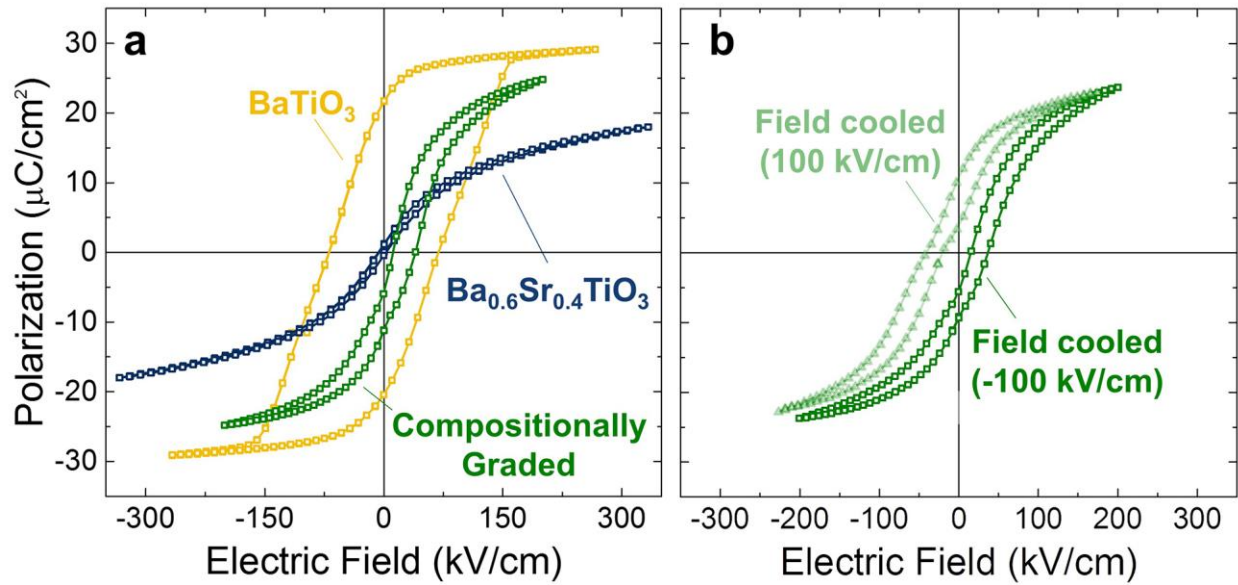 a
BaTiO₃
Ba₀.₆Sr₀.₄TiO₃
Compositionally
Graded
30
20
10
0
-10
-20
-30
Polarization (μC/cm²)
-300
-150
0
150
300
Electric Field (kV/cm)
b
Field cooled
(100 kV/cm)
Field cooled
(-100 kV/cm)
-300
-200
-100
0
100
200
300
Electric Field (kV/cm)